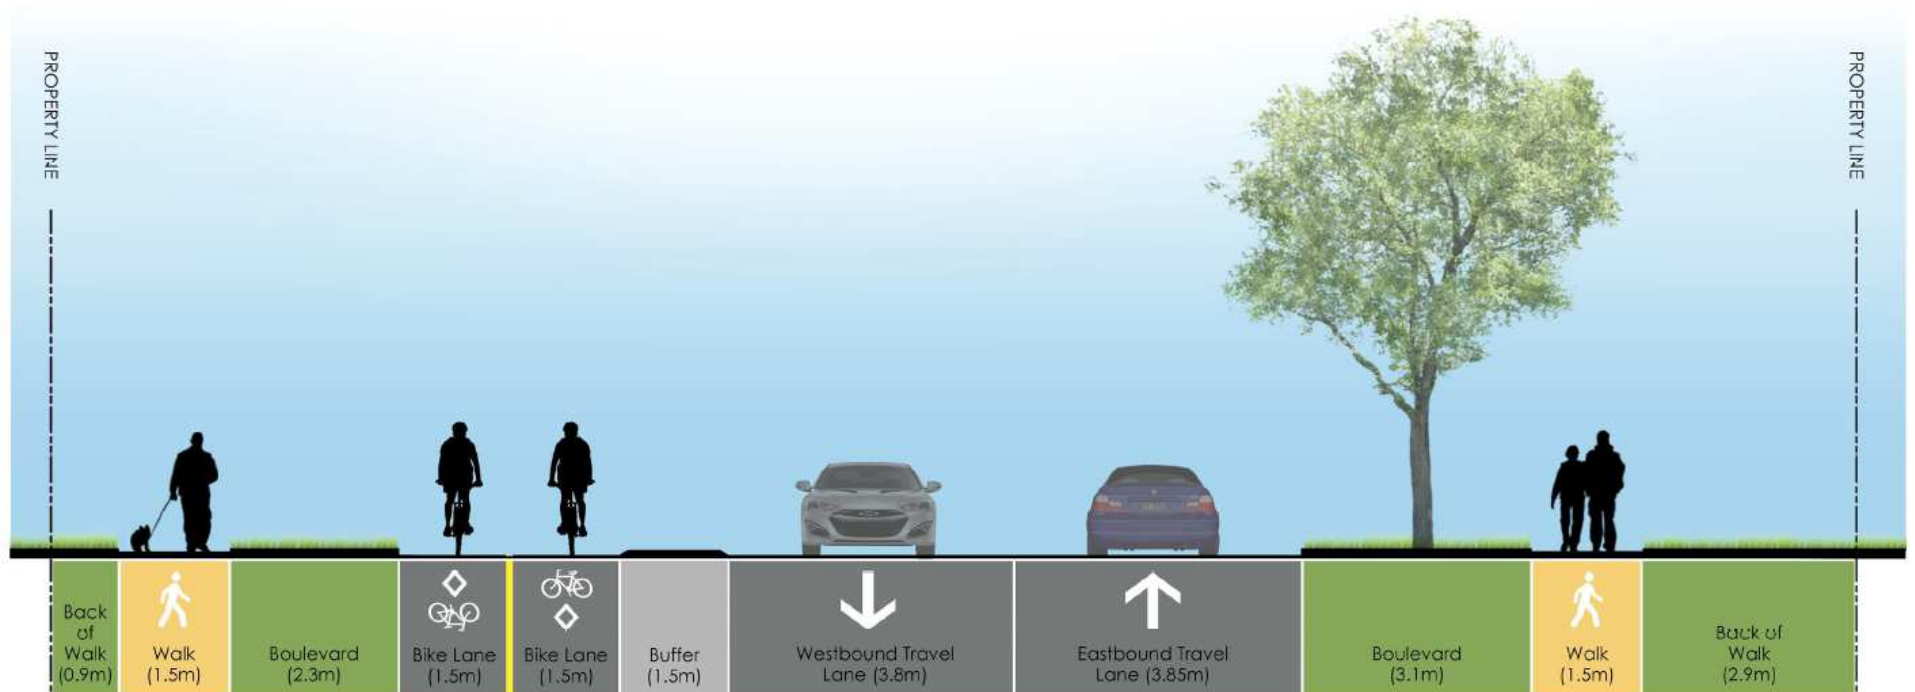 PROPERTY LINE
PROPERTY LINE
Back
of
Walk
(0.9m)
Walk
(1.5m)
Boulevard
(2.3m)
Bike Lane
(1.5m)
Bike Lane
(1.5m)
Buffer
(1.5m)
Westbound Travel
Lane (3.8m)
Eastbound Travel
Lane (3.85m)
Boulevard
(3.1m)
Walk
(1.5m)
Back of
Walk
(2.9m)